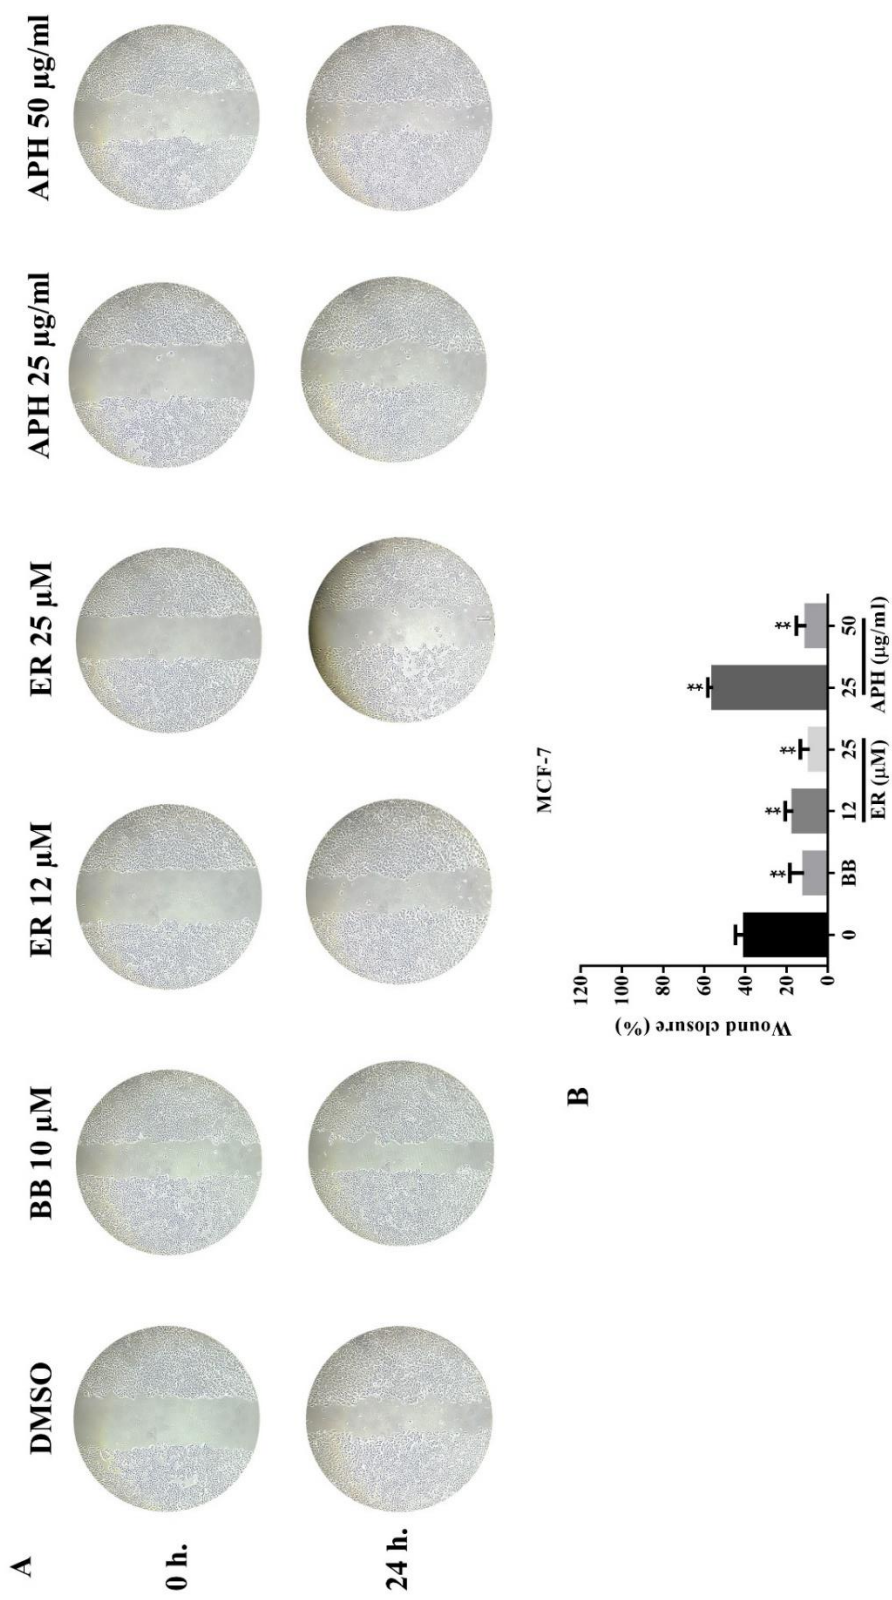 A
DMSO BB 10 µM ER 12 µM ER 25 µM APH 25 µg/ml APH 50 µg/ml
0 h.
24 h.
B
MCF-7
Wound closure (%)
120
100
80
60
40
20
0
** ** ** ** **
0 BB 12 25 25 50
ER (µM) APH (µg/ml)